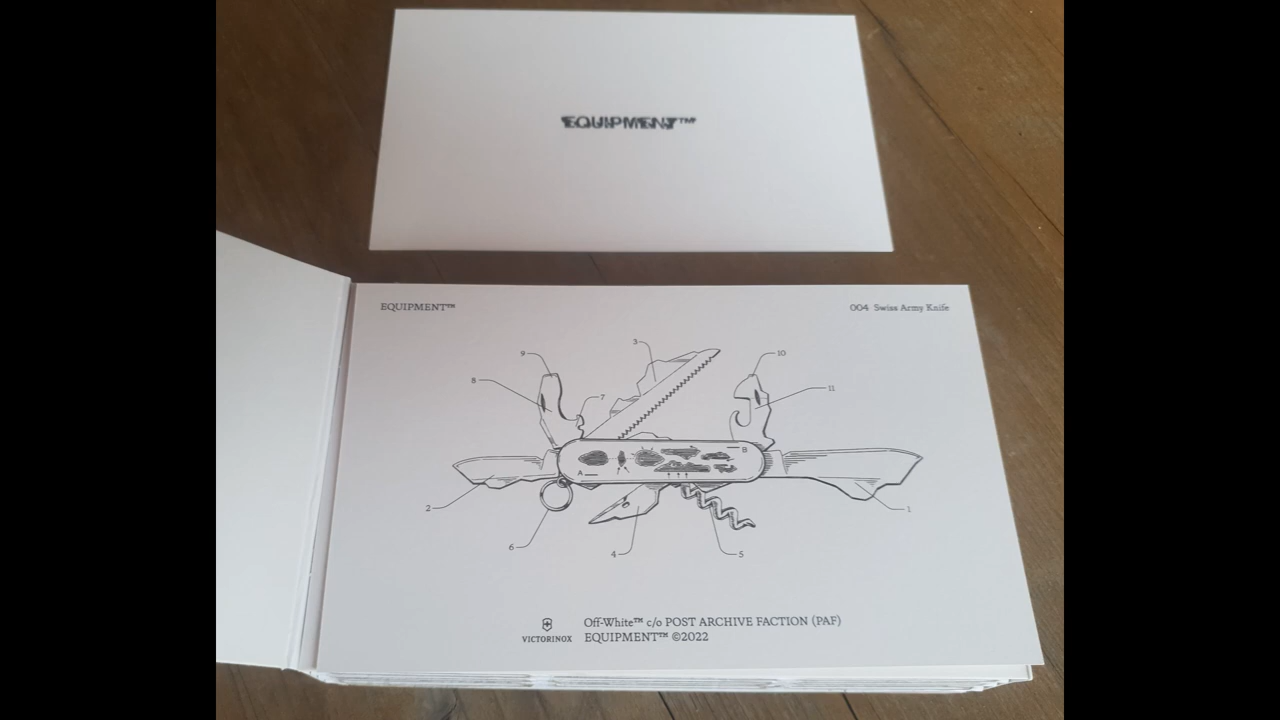 EQUIPMENT™
EQUIPMENT™
004 Swiss Army Knife
3
9
10
8
7
11
B
A
2
1
6
4
5
VICTORINOX
Off-White™ c/o POST ARCHIVE FACTION (PAF)
EQUIPMENT™ ©2022